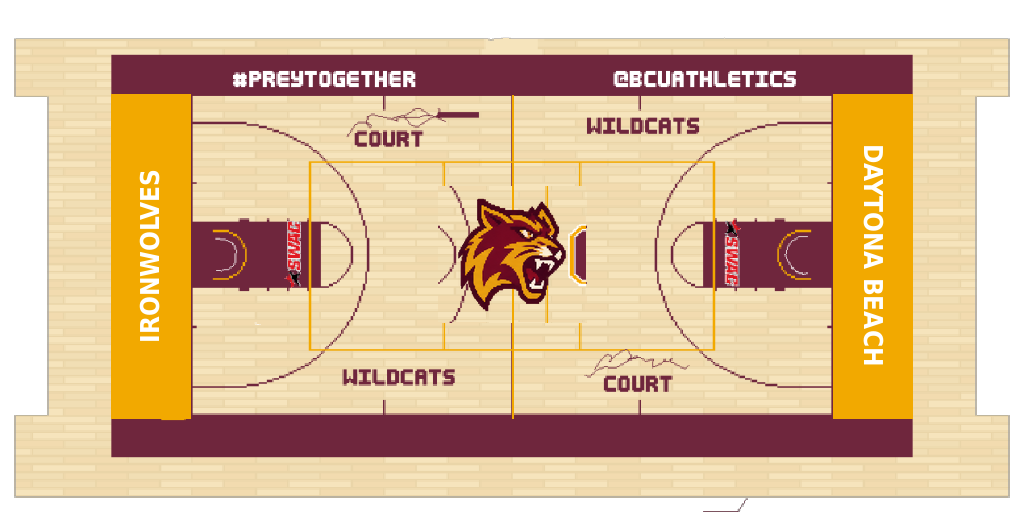 #PREYTOGETHER
@BCUATHLETICS
COURT
WILDCATS
IRONWOLVES
SWAC
SWAC
DAYTONA BEACH
WILDCATS
COURT